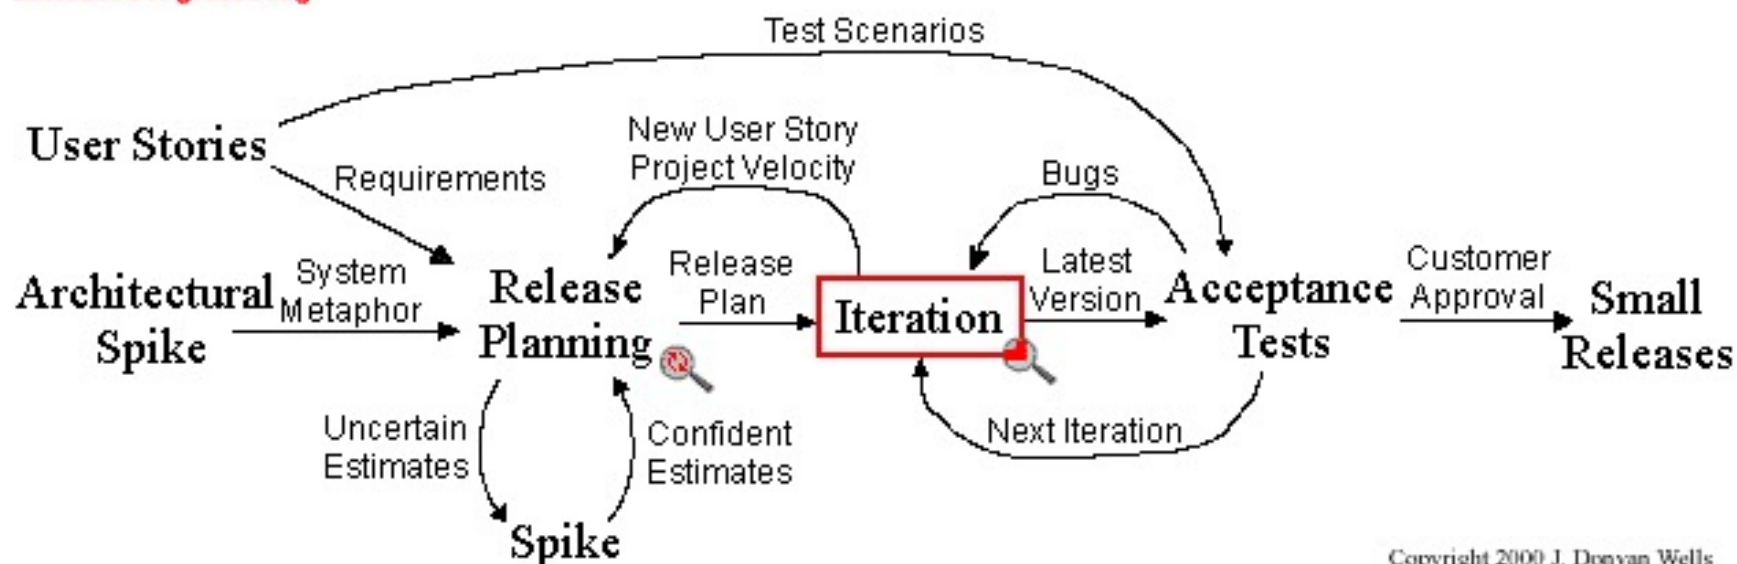 Test Scenarios
User Stories
New User Story
Project Velocity
Requirements
Bugs
Architectural
Spike
System
Metaphor
Release
Planning
Release
Plan
Iteration
Latest
Version
Acceptance
Tests
Customer
Approval
Small
Releases
Uncertain
Estimates
Confident
Estimates
Next Iteration
Spike
Copyright 2000 J. Donvan Wells